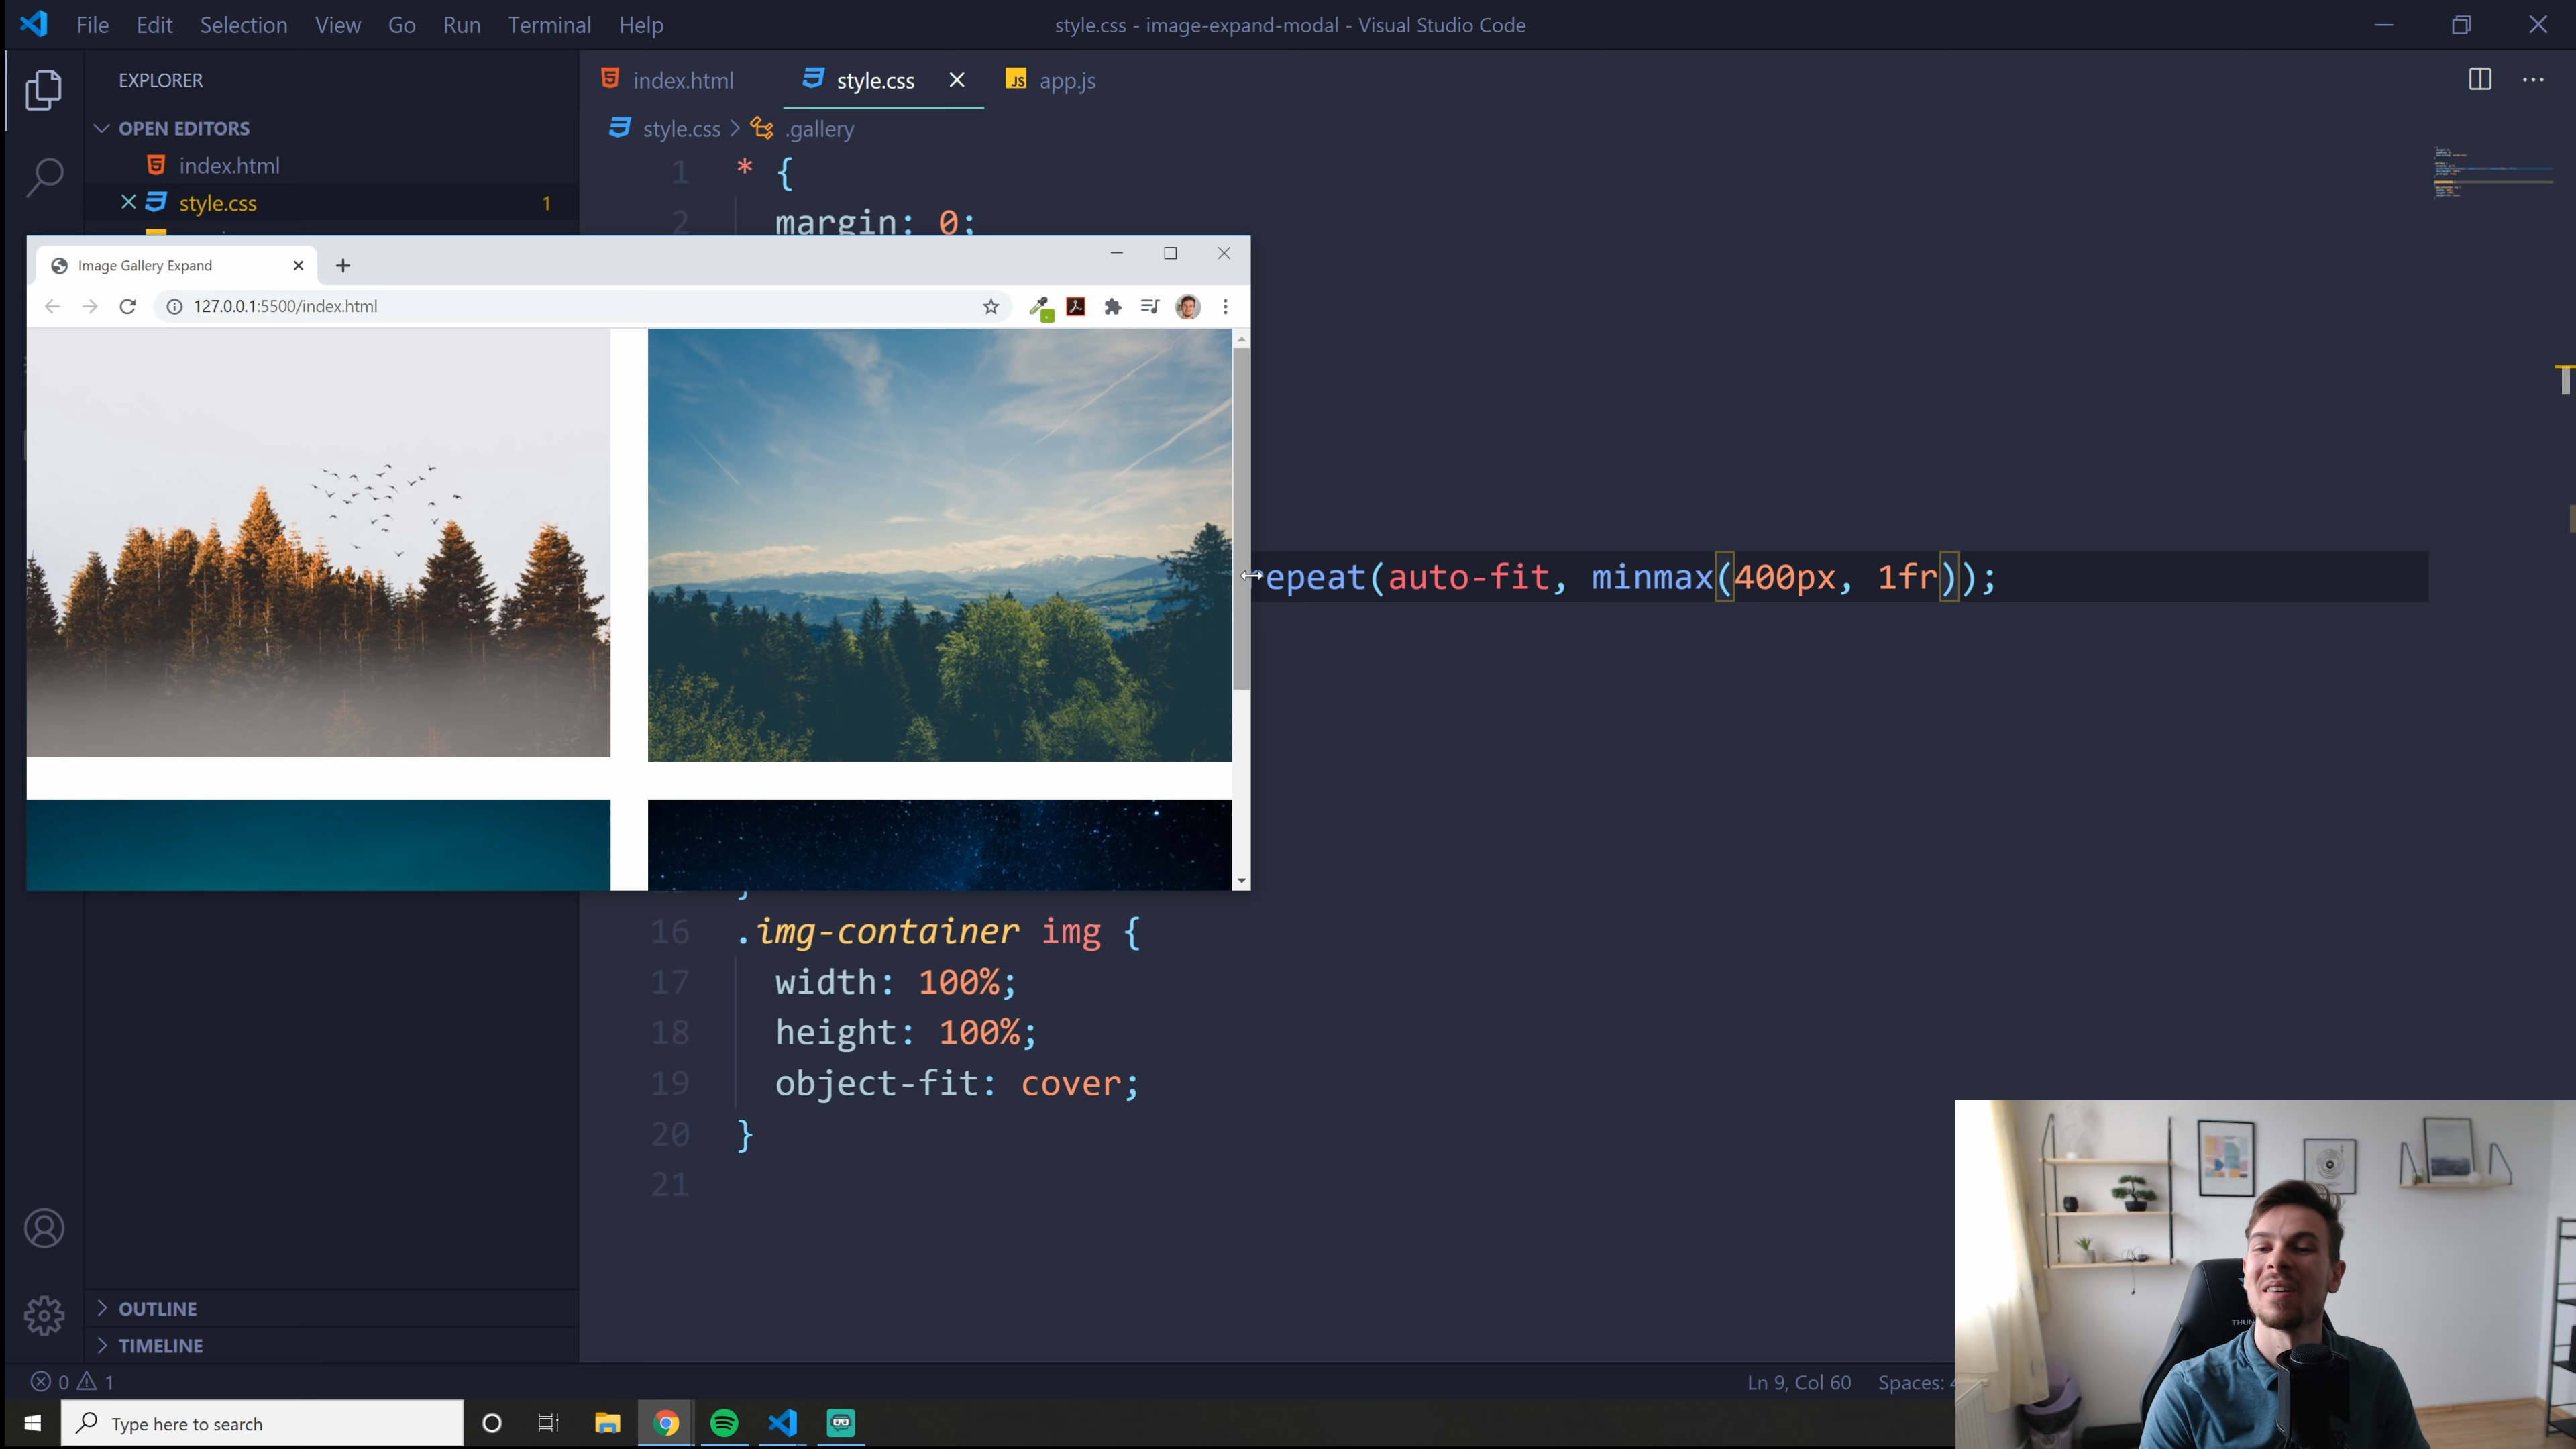 File Edit Selection View Go Run Terminal Help
style.css - image-expand-modal - Visual Studio Code
EXPLORER
OPEN EDITORS
index.html
style.css 1
index.html style.css app.js
style.css > .gallery
1 * {
2 margin: 0;
Image Gallery Expand
127.0.0.1:5500/index.html
epeat(auto-fit, minmax(400px, 1fr));
16 .img-container img {
17 width: 100%;
18 height: 100%;
19 object-fit: cover;
20 }
21
OUTLINE
TIMELINE
0 1
Ln 9, Col 60 Spaces:
Type here to search